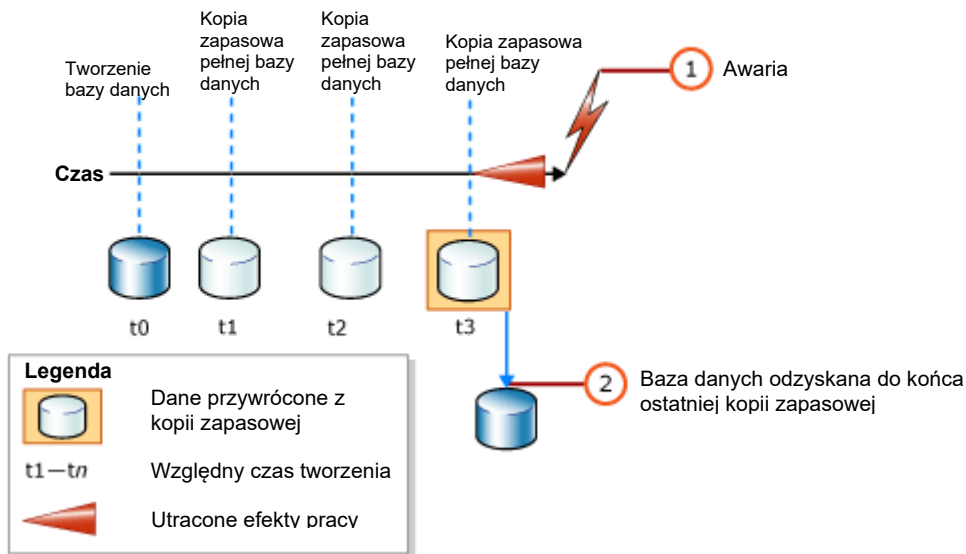 Tworzenie
bazy danych
Kopia
zapasowa
pełnej bazy
danych
Kopia
zapasowa
pełnej bazy
danych
Kopia zapasowa
pełnej bazy
danych
1
Awaria
Czas
t0
t1
t2
t3
2
Baza danych odzyskana do końca
ostatniej kopii zapasowej
Legenda
Dane przywrócone z
kopii zapasowej
t1—tn
Względny czas tworzenia
Utracone efekty pracy